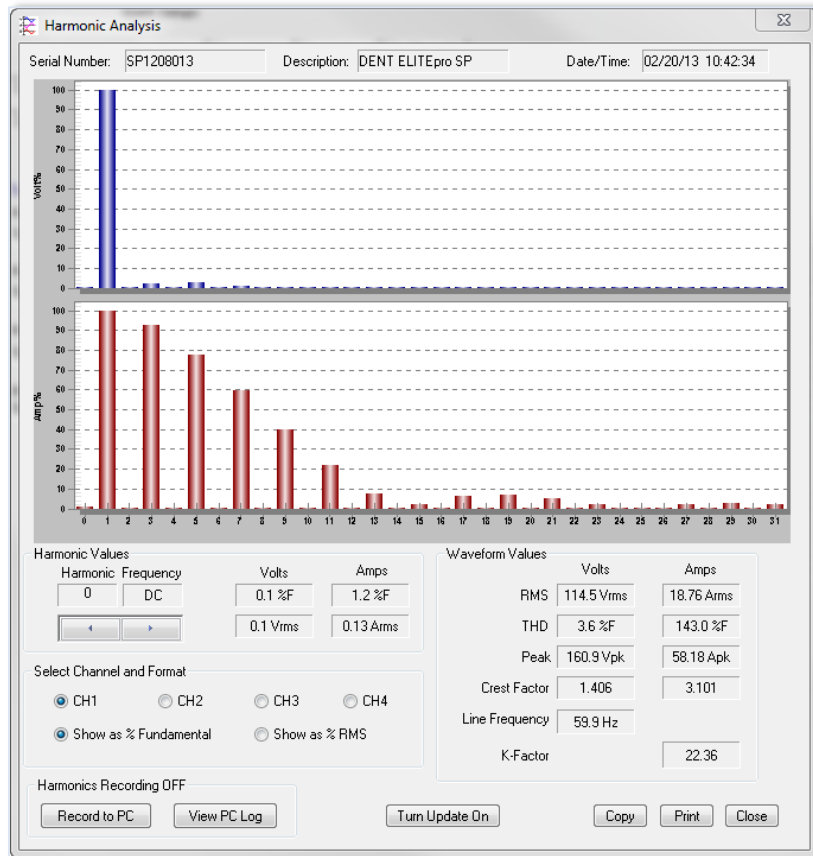 Harmonic Analysis
Serial Number: SP1208013 Description: DENT ELITEpro SP Date/Time: 02/20/13 10:42:34
100
90
80
70
60
50
40
30
20
10
0
Volt%
100
90
80
70
60
50
40
30
20
10
0
Amp%
0 1 2 3 4 5 6 7 8 9 10 11 12 13 14 15 16 17 18 19 20 21 22 23 24 25 26 27 28 29 30 31
Harmonic Values
Harmonic Frequency Volts Amps
0 DC 0.1 %F 1.2 %F
0.1 Vrms 0.13 Arms
Select Channel and Format
CH1 CH2 CH3 CH4
Show as % Fundamental Show as % RMS
Waveform Values
Volts Amps
RMS 114.5 Vrms 18.76 Arms
THD 3.6 %F 143.0 %F
Peak 160.9 Vpk 58.18 Apk
Crest Factor 1.406 3.101
Line Frequency 59.9 Hz
K-Factor 22.36
Harmonics Recording OFF
Record to PC View PC Log Turn Update On Copy Print Close